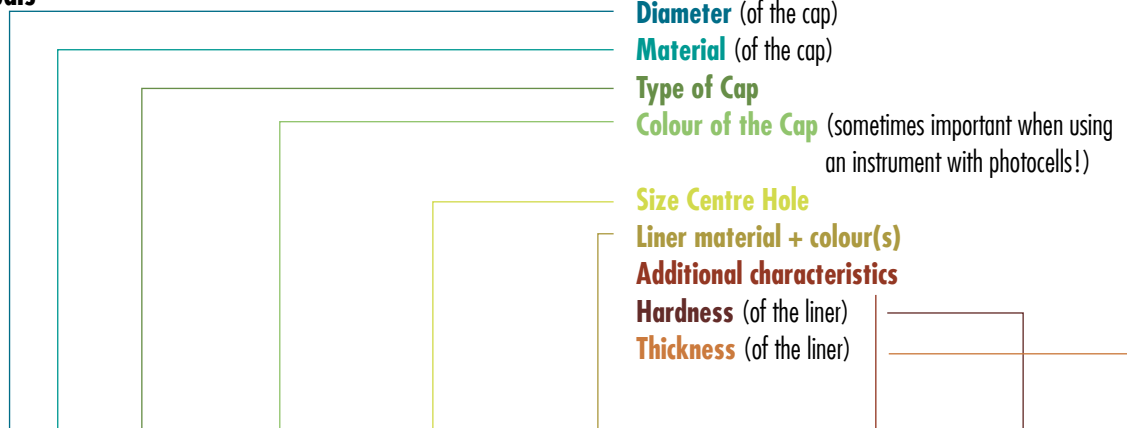 Diameter (of the cap)
Material (of the cap)
Type of Cap
Colour of the Cap (sometimes important when using
an instrument with photocells!)
Size Centre Hole
Liner material + colour(s)
Additional characteristics
Hardness (of the liner)
Thickness (of the liner)